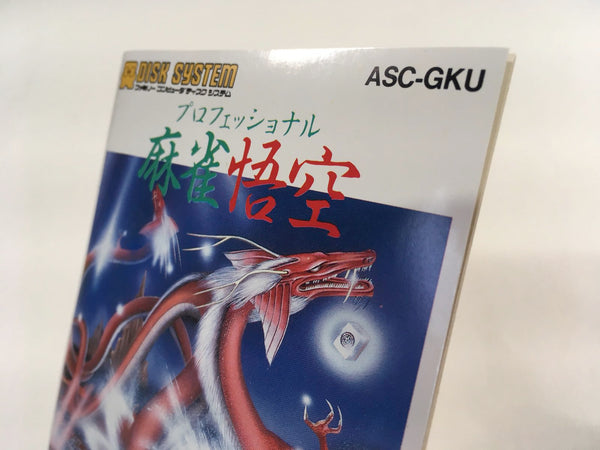 DISK SYSTEM
ファミリー コンピュータ ディスク システム
ASC-GKU
プロフェッショナル
麻雀悟空